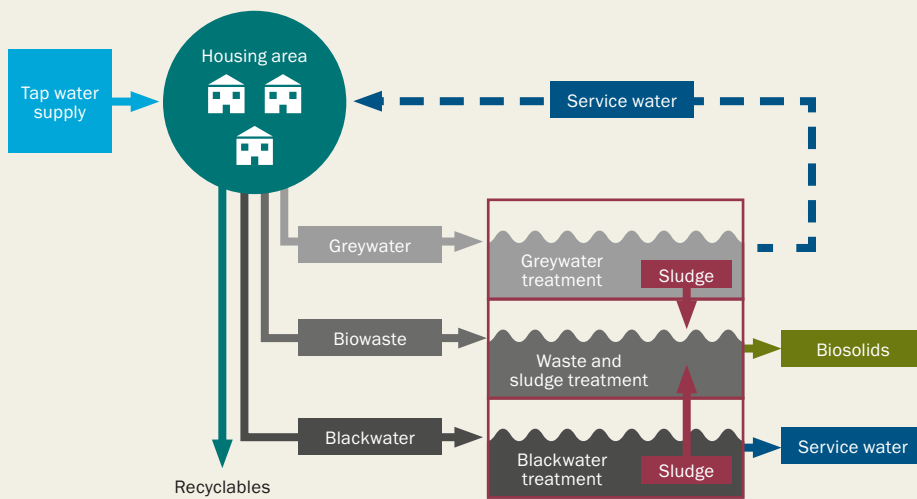 Housing area
Tap water
supply
Service water
Greywater
Greywater
treatment
Sludge
Biowaste
Waste and
sludge treatment
Biosolids
Blackwater
Blackwater
treatment
Sludge
Service water
Recyclables